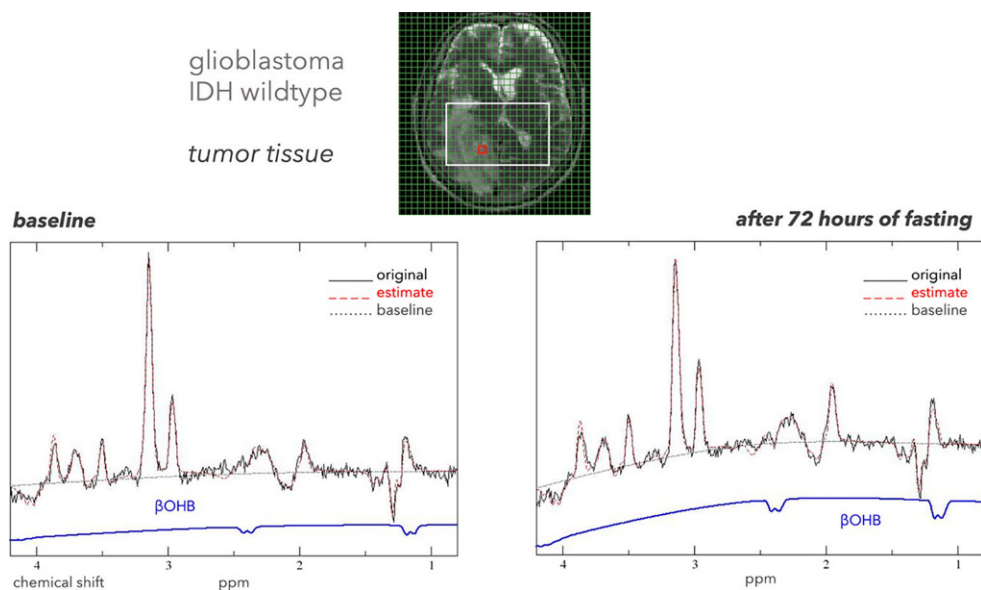 glioblastoma
IDH wildtype
tumor tissue
baseline
after 72 hours of fasting
original
estimate
baseline
original
estimate
baseline
βOHB
βOHB
4
3
2
1
4
3
2
1
chemical shift
ppm
ppm